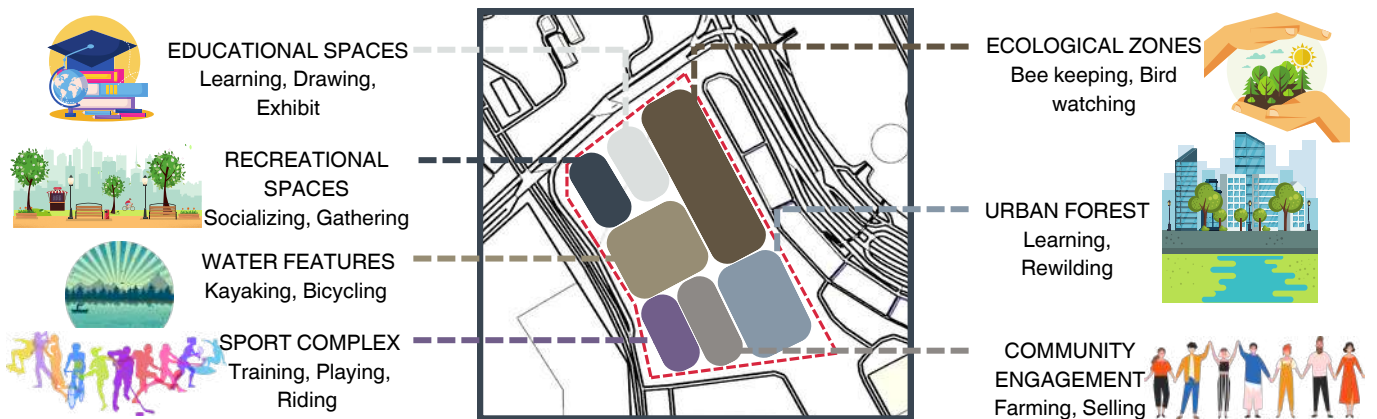 EDUCATIONAL SPACES
Learning, Drawing,
Exhibit
RECREATIONAL
SPACES
Socializing, Gathering
WATER FEATURES
Kayaking, Bicycling
SPORT COMPLEX
Training, Playing,
Riding
ECOLOGICAL ZONES
Bee keeping, Bird
watching
URBAN FOREST
Learning,
Rewilding
COMMUNITY
ENGAGEMENT
Farming, Selling